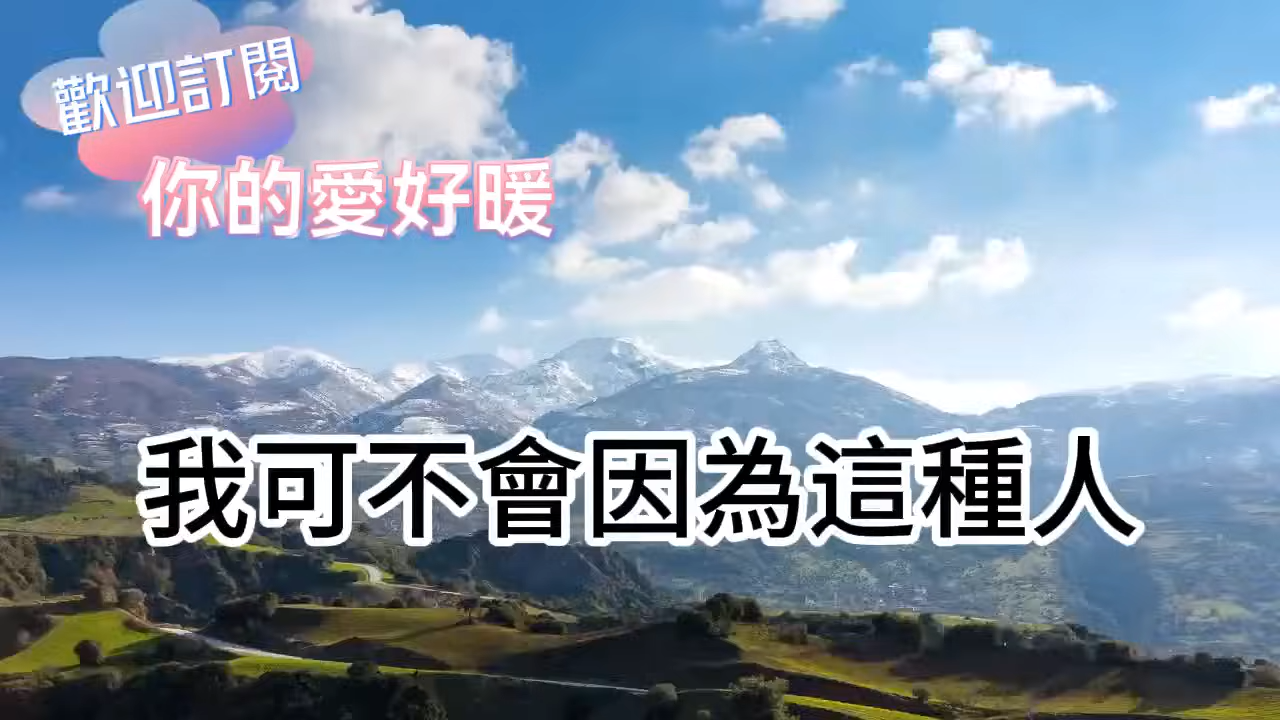 歡迎訂閱
你的愛好暖
我可不會因為這種人